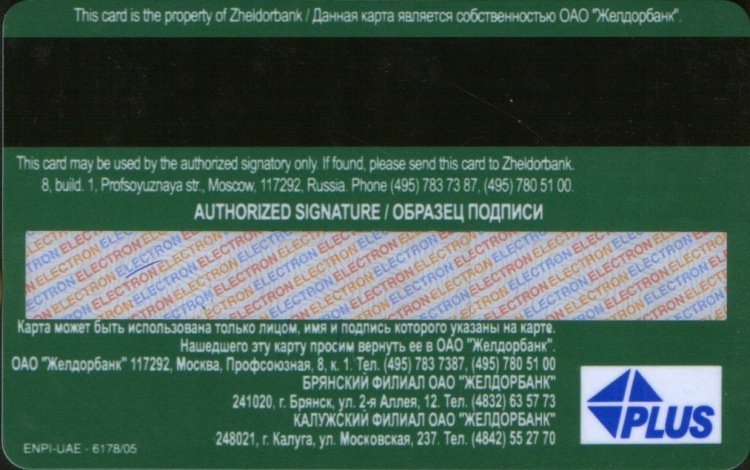 This card is the property of Zheldorbank / Данная карта является собственностью ОАО "Желдорбанк".
This card may be used by the authorized signatory only. If found, please send this card to Zheldorbank.
8, build. 1, Profsoyuznaya str., Moscow, 117292, Russia. Phone (495) 783 73 87, (495) 780 51 00.
AUTHORIZED SIGNATURE / ОБРАЗЕЦ ПОДПИСИ
ELECTRON ELECTRON ELECTRON ELECTRON ELECTRON ELECTRON
Карта может быть использована только лицом, имя и подпись которого указаны на карте.
Нашедшего эту карту просим вернуть ее в ОАО "Желдорбанк".
ОАО "Желдорбанк" 117292, Москва, Профсоюзная, 8, к. 1. Тел. (495) 783 7387, (495) 780 51 00
БРЯНСКИЙ ФИЛИАЛ ОАО "ЖЕЛДОРБАНК"
241020, г. Брянск, ул. 2-я Аллея, 12. Тел. (4832) 63 57 73
КАЛУЖСКИЙ ФИЛИАЛ ОАО "ЖЕЛДОРБАНК"
248021, г. Калуга, ул. Московская, 237. Тел. (4842) 55 27 70
PLUS
ENPI-UAE - 6178/05